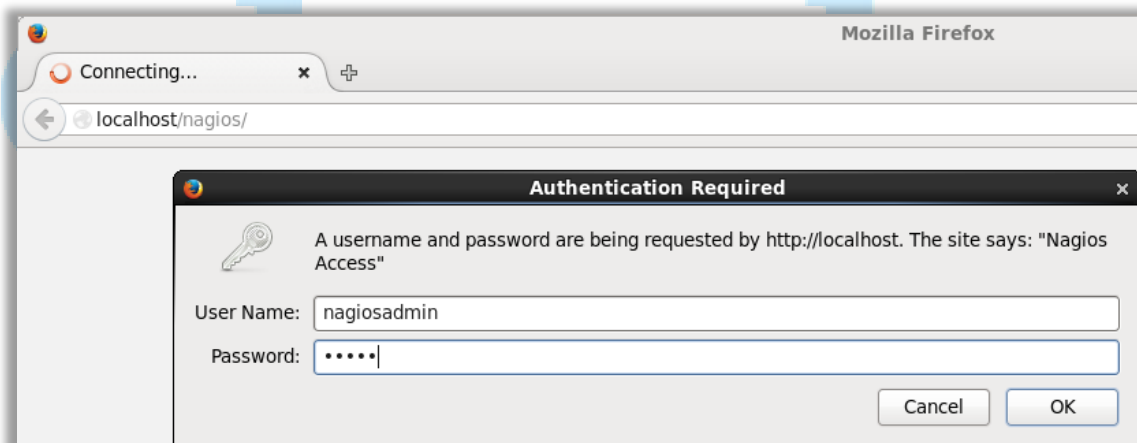 Mozilla Firefox
Connecting...
localhost/nagios/
Authentication Required
A username and password are being requested by http://localhost. The site says: "Nagios
Access"
User Name: nagiosadmin
Password: •••••
Cancel OK